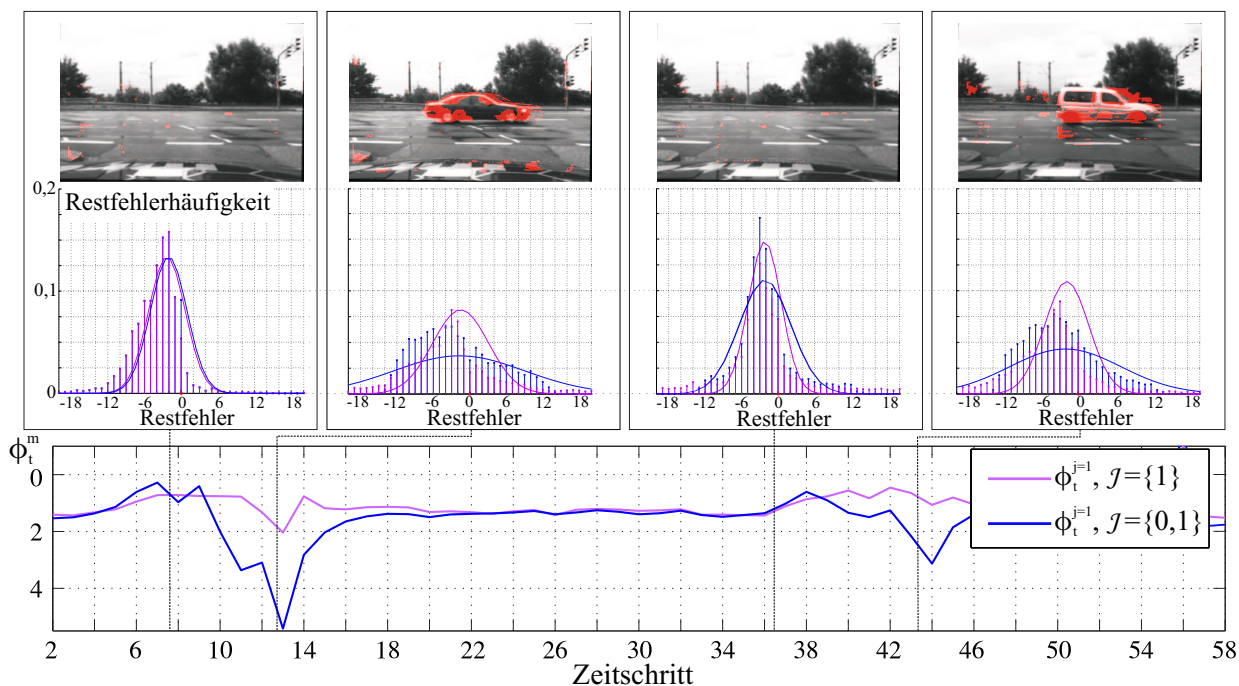 0,2
Restfehlerhäufigkeit
0,1
0
-18 -12 -6 0 6 12 18
-18 -12 -6 0 6 12 18
-18 -12 -6 0 6 12 18
-18 -12 -6 0 6 12 18
Restfehler
Restfehler
Restfehler
Restfehler
ϕₜᵐ
0
2
4
ϕₜʲ⁼¹, 𝒥={1}
ϕₜʲ⁼¹, 𝒥={0,1}
2 6 10 14 18 22 26 30 34 38 42 46 50 54 58
Zeitschritt